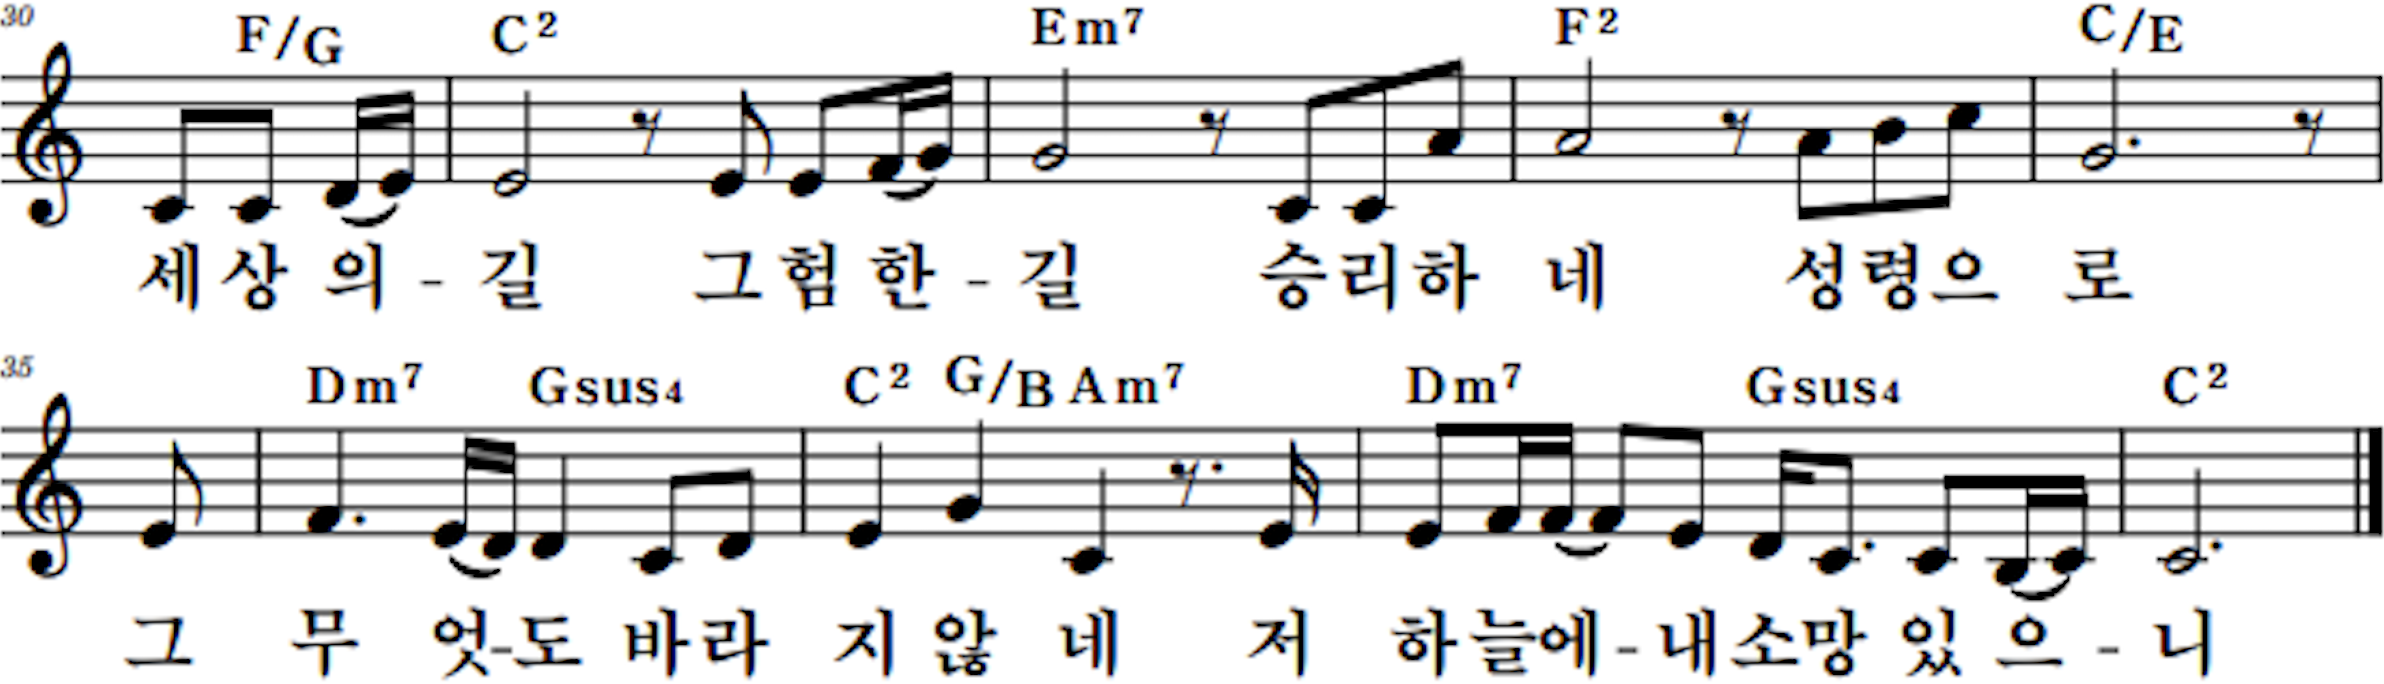 30 F/G C2 Em7 F2 C/E
세상의-길 그험한-길 승리하네 성령으로
35 Dm7 Gsus4 C2 G/B Am7 Dm7 Gsus4 C2
그 무엇-도 바라지않네 저 하늘에-내소망 있으-니